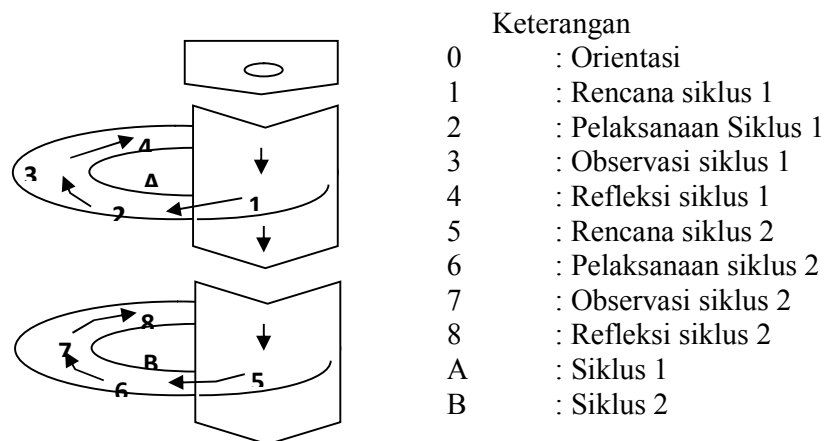 Keterangan
0 : Orientasi
1 : Rencana siklus 1
2 : Pelaksanaan Siklus 1
3 : Observasi siklus 1
4 : Refleksi siklus 1
5 : Rencana siklus 2
6 : Pelaksanaan siklus 2
7 : Observasi siklus 2
8 : Refleksi siklus 2
A : Siklus 1
B : Siklus 2
4
3
A
2
1
8
7
B
6
5